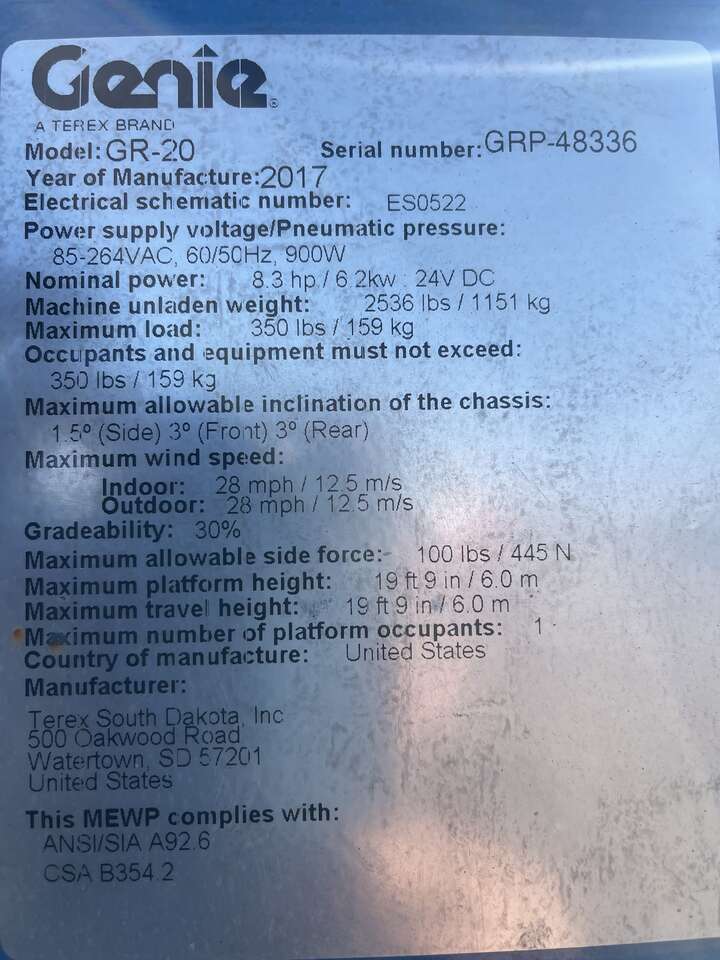 Genie®
A TEREX BRAND
Model: GR-20 Serial number: GRP-48336
Year of Manufacture: 2017
Electrical schematic number: ES0522
Power supply voltage/Pneumatic pressure:
85-264VAC, 60/50Hz, 900W
Nominal power: 8.3 hp / 6.2kw : 24V DC
Machine unladen weight: 2536 lbs / 1151 kg
Maximum load: 350 lbs / 159 kg
Occupants and equipment must not exceed:
350 lbs / 159 kg
Maximum allowable inclination of the chassis:
1.5º (Side) 3º (Front) 3º (Rear)
Maximum wind speed:
Indoor: 28 mph / 12.5 m/s
Outdoor: 28 mph / 12.5 m/s
Gradeability: 30%
Maximum allowable side force: 100 lbs / 445 N
Maximum platform height: 19 ft 9 in / 6.0 m
Maximum travel height: 19 ft 9 in / 6.0 m
Maximum number of platform occupants: 1
Country of manufacture: United States
Manufacturer:
Terex South Dakota, Inc
500 Oakwood Road
Watertown, SD 57201
United States
This MEWP complies with:
ANSI/SIA A92.6
CSA B354.2